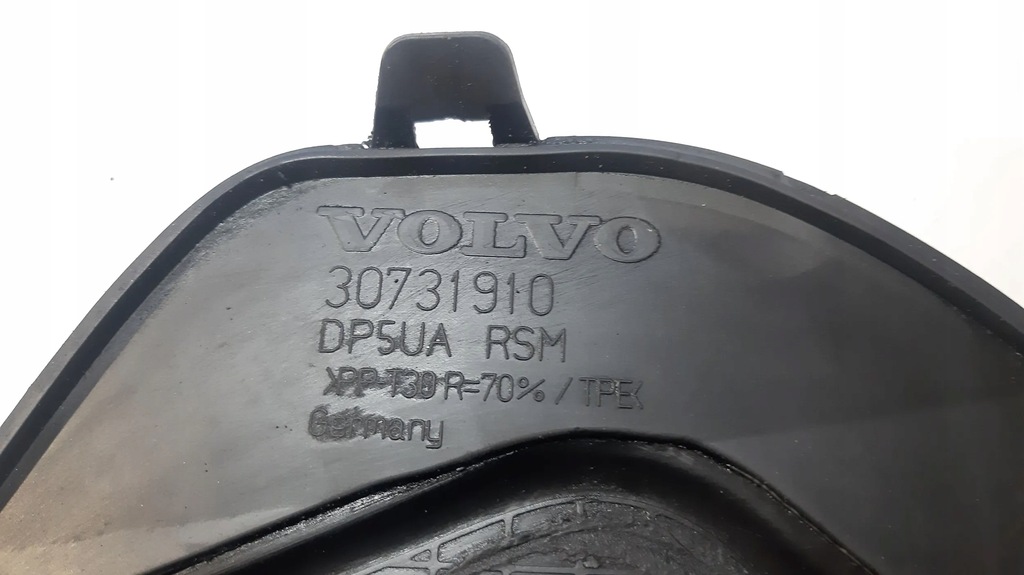 VOLVO
30731910
DP5UA RSM
>PP-T30 R=70% / TPE<
Germany